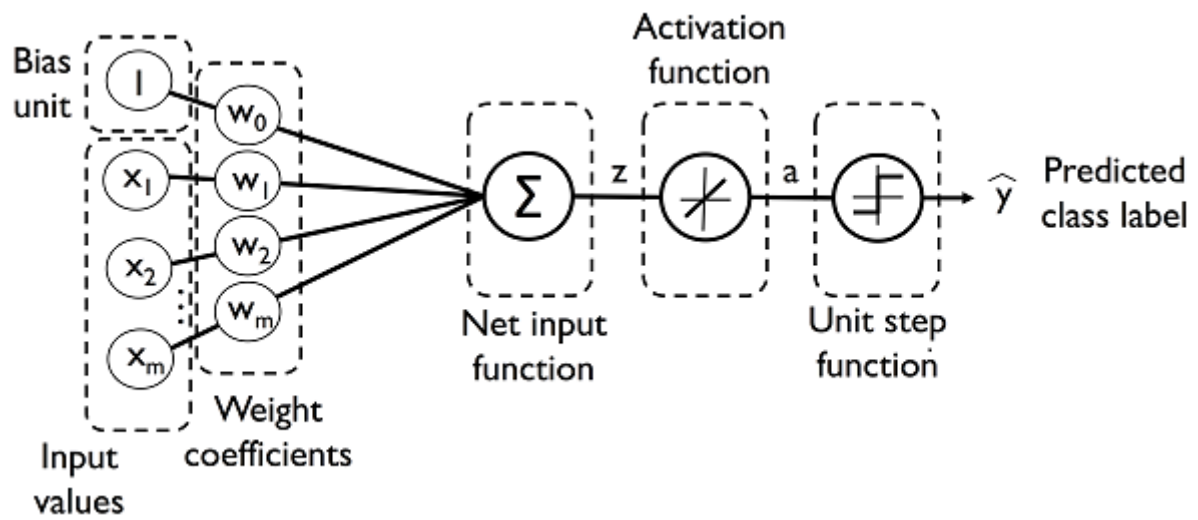 Bias
unit
1
x1
x2
⋮
xm
Input
values
w0
w1
w2
wm
Weight
coefficients
Σ
Net input
function
z
Activation
function
a
Unit step
function
ŷ
Predicted
class label